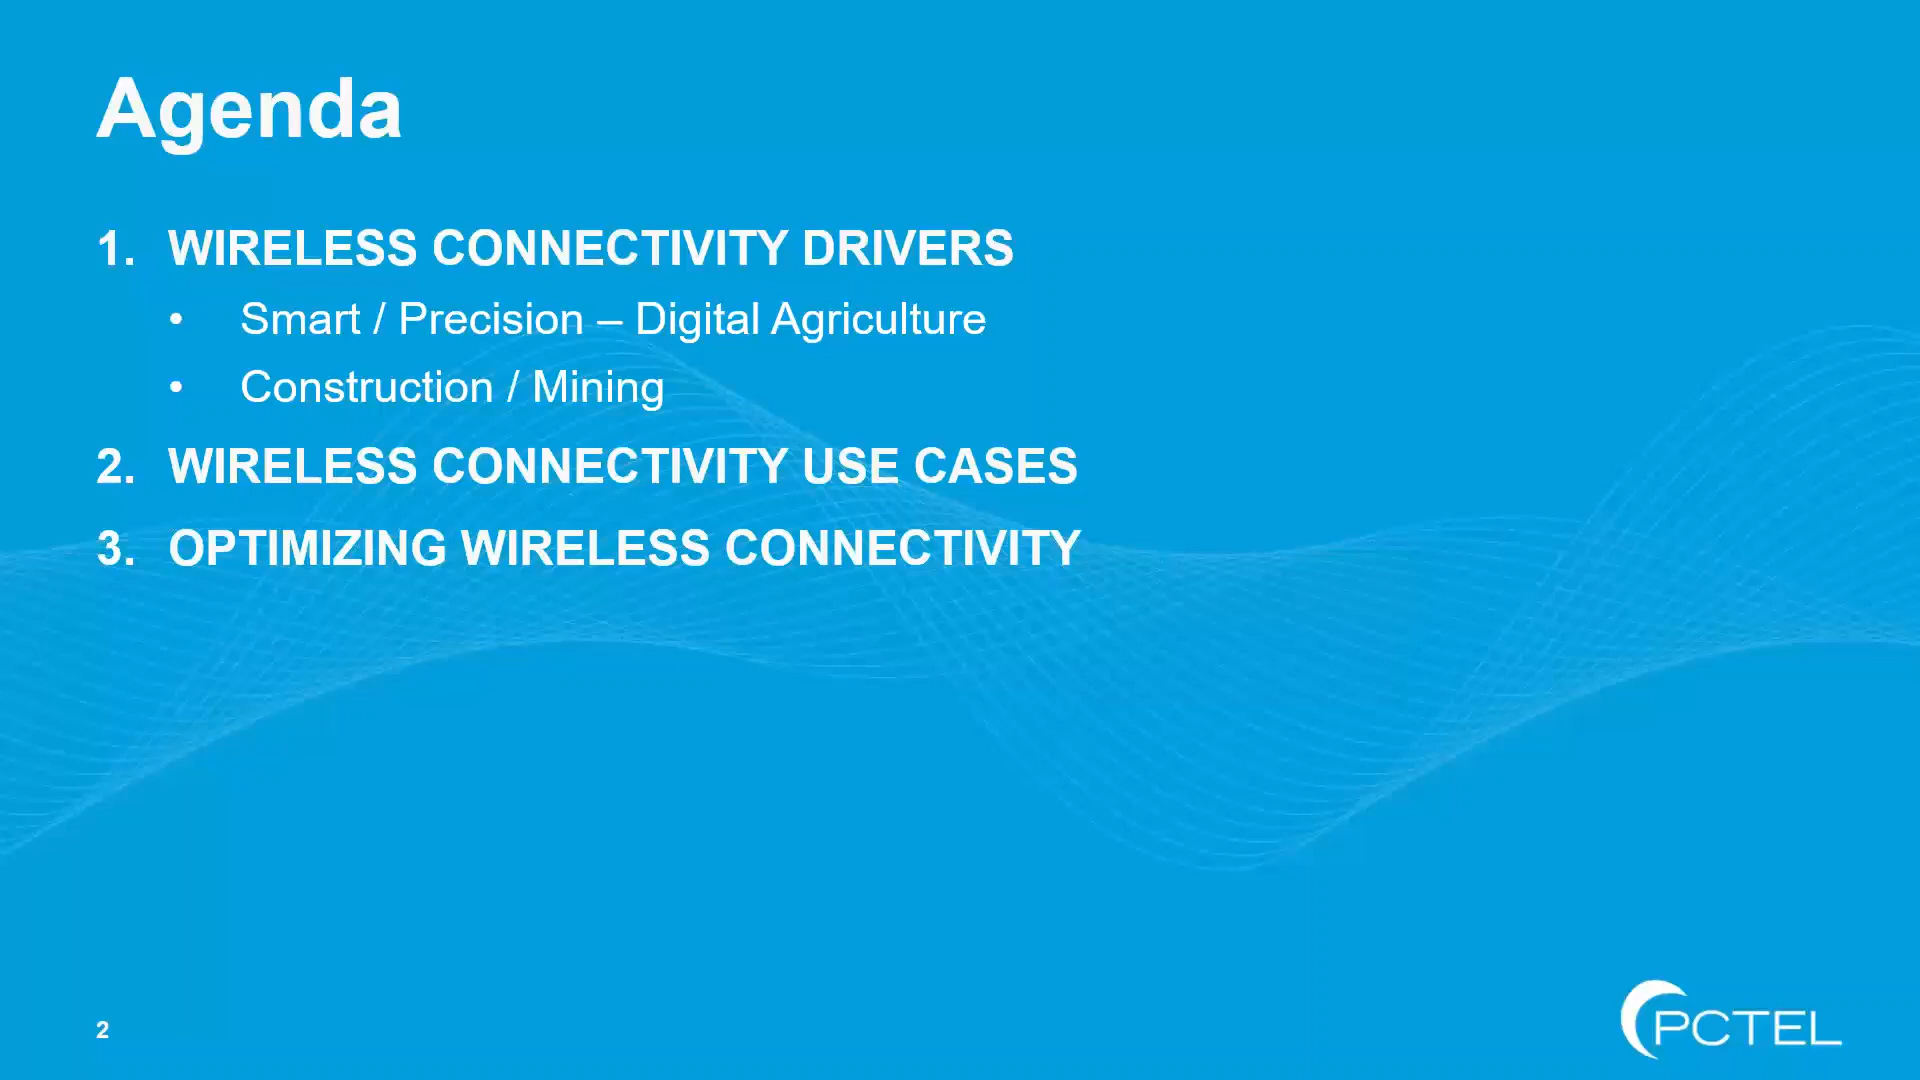 Agenda
1. WIRELESS CONNECTIVITY DRIVERS
• Smart / Precision – Digital Agriculture
• Construction / Mining
2. WIRELESS CONNECTIVITY USE CASES
3. OPTIMIZING WIRELESS CONNECTIVITY
2
PCTEL